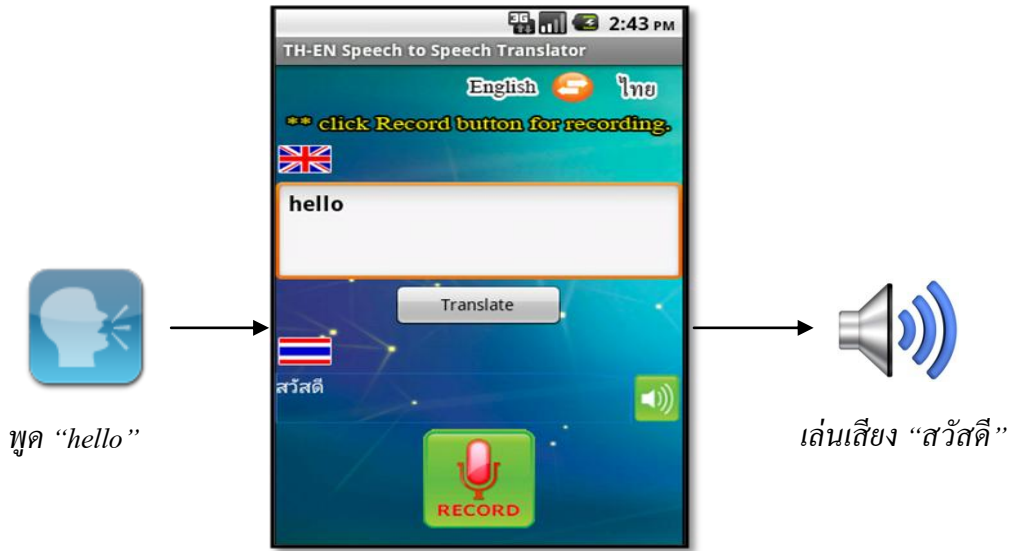 3G 2:43 PM
TH-EN Speech to Speech Translator
English ไทย
** click Record button for recording.
hello
Translate
สวัสดี
RECORD
พูด “hello”
เล่นเสียง “สวัสดี”